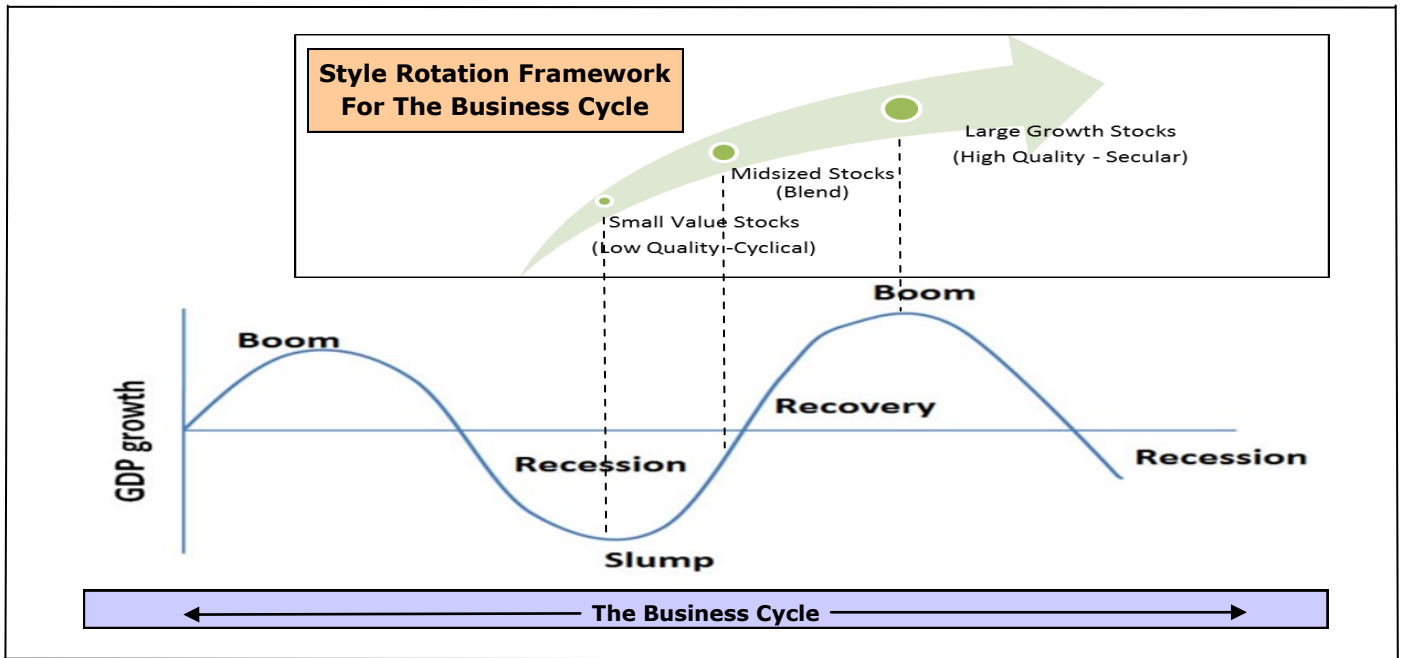 Style Rotation Framework
For The Business Cycle
Large Growth Stocks
(High Quality - Secular)
Midsized Stocks
(Blend)
Small Value Stocks
(Low Quality -Cyclical)
Boom
Boom
GDP growth
Recovery
Recession
Recession
Slump
The Business Cycle